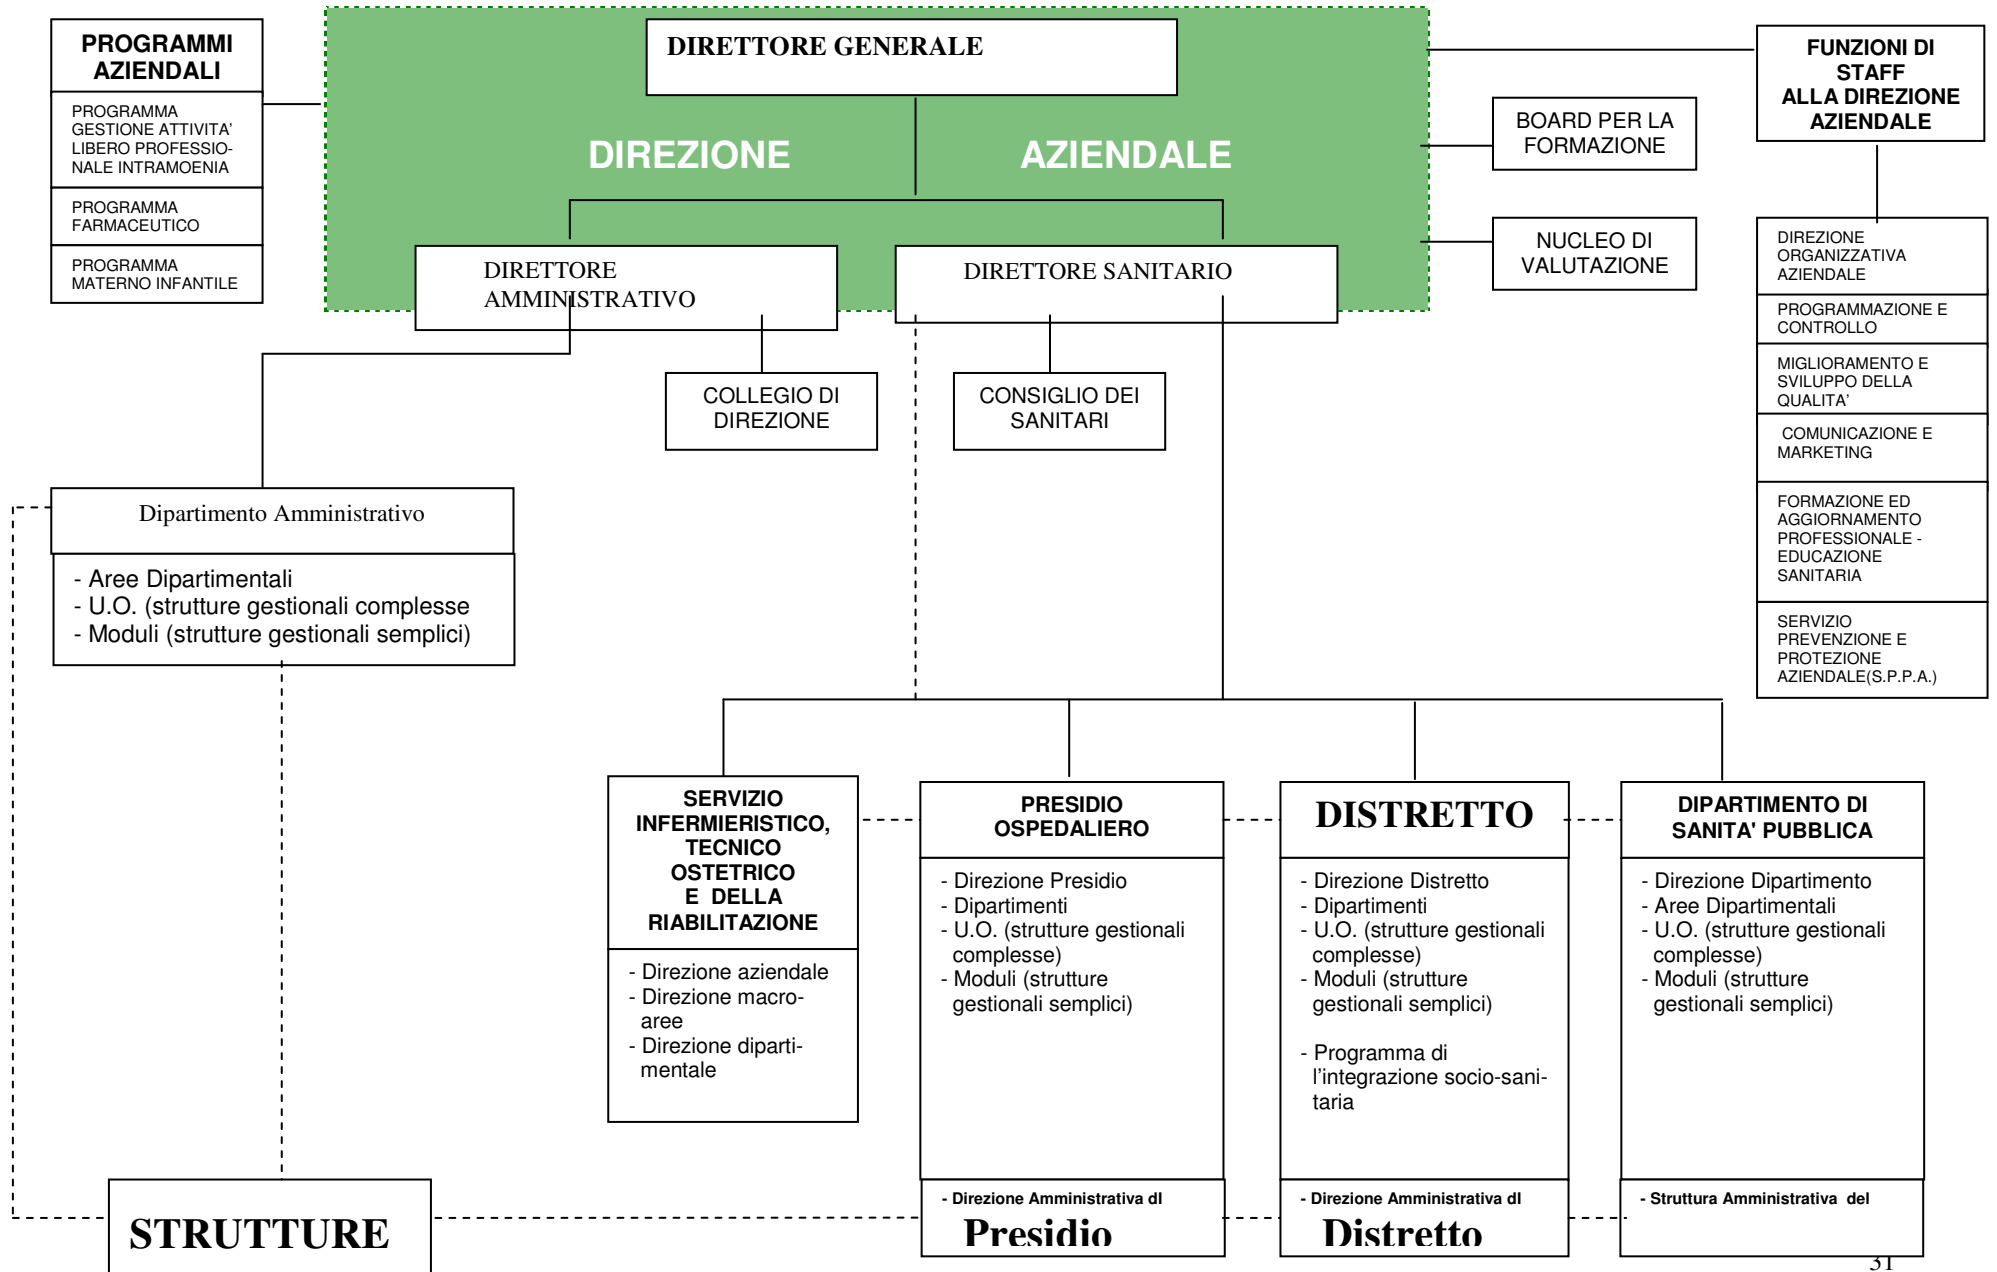 PROGRAMMI
AZIENDALI
PROGRAMMA
GESTIONE ATTIVITA'
LIBERO PROFESSIO-
NALE INTRAMOENIA
PROGRAMMA
FARMACEUTICO
PROGRAMMA
MATERNO INFANTILE
DIRETTORE GENERALE
DIREZIONE AZIENDALE
DIRETTORE
AMMINISTRATIVO
DIRETTORE SANITARIO
BOARD PER LA
FORMAZIONE
NUCLEO DI
VALUTAZIONE
FUNZIONI DI
STAFF
ALLA DIREZIONE
AZIENDALE
DIREZIONE
ORGANIZZATIVA
AZIENDALE
PROGRAMMAZIONE E
CONTROLLO
MIGLIORAMENTO E
SVILUPPO DELLA
QUALITA'
COMUNICAZIONE E
MARKETING
FORMAZIONE ED
AGGIORNAMENTO
PROFESSIONALE -
EDUCAZIONE
SANITARIA
SERVIZIO
PREVENZIONE E
PROTEZIONE
AZIENDALE(S.P.P.A.)
COLLEGIO DI
DIREZIONE
CONSIGLIO DEI
SANITARI
Dipartimento Amministrativo
- Aree Dipartimentali
- U.O. (strutture gestionali complesse
- Moduli (strutture gestionali semplici)
SERVIZIO
INFERMIERISTICO,
TECNICO
OSTETRICO
E DELLA
RIABILITAZIONE
- Direzione aziendale
- Direzione macro-
aree
- Direzione diparti-
mentale
PRESIDIO
OSPEDALIERO
- Direzione Presidio
- Dipartimenti
- U.O. (strutture gestionali
complesse)
- Moduli (strutture
gestionali semplici)
DISTRETTO
- Direzione Distretto
- Dipartimenti
- U.O. (strutture gestionali
complesse)
- Moduli (strutture
gestionali semplici)
- Programma di
l'integrazione socio-sani-
taria
DIPARTIMENTO DI
SANITA' PUBBLICA
- Direzione Dipartimento
- Aree Dipartimentali
- U.O. (strutture gestionali
complesse)
- Moduli (strutture
gestionali semplici)
STRUTTURE
- Direzione Amministrativa dI
Presidio
- Direzione Amministrativa dI
Distretto
- Struttura Amministrativa del
31